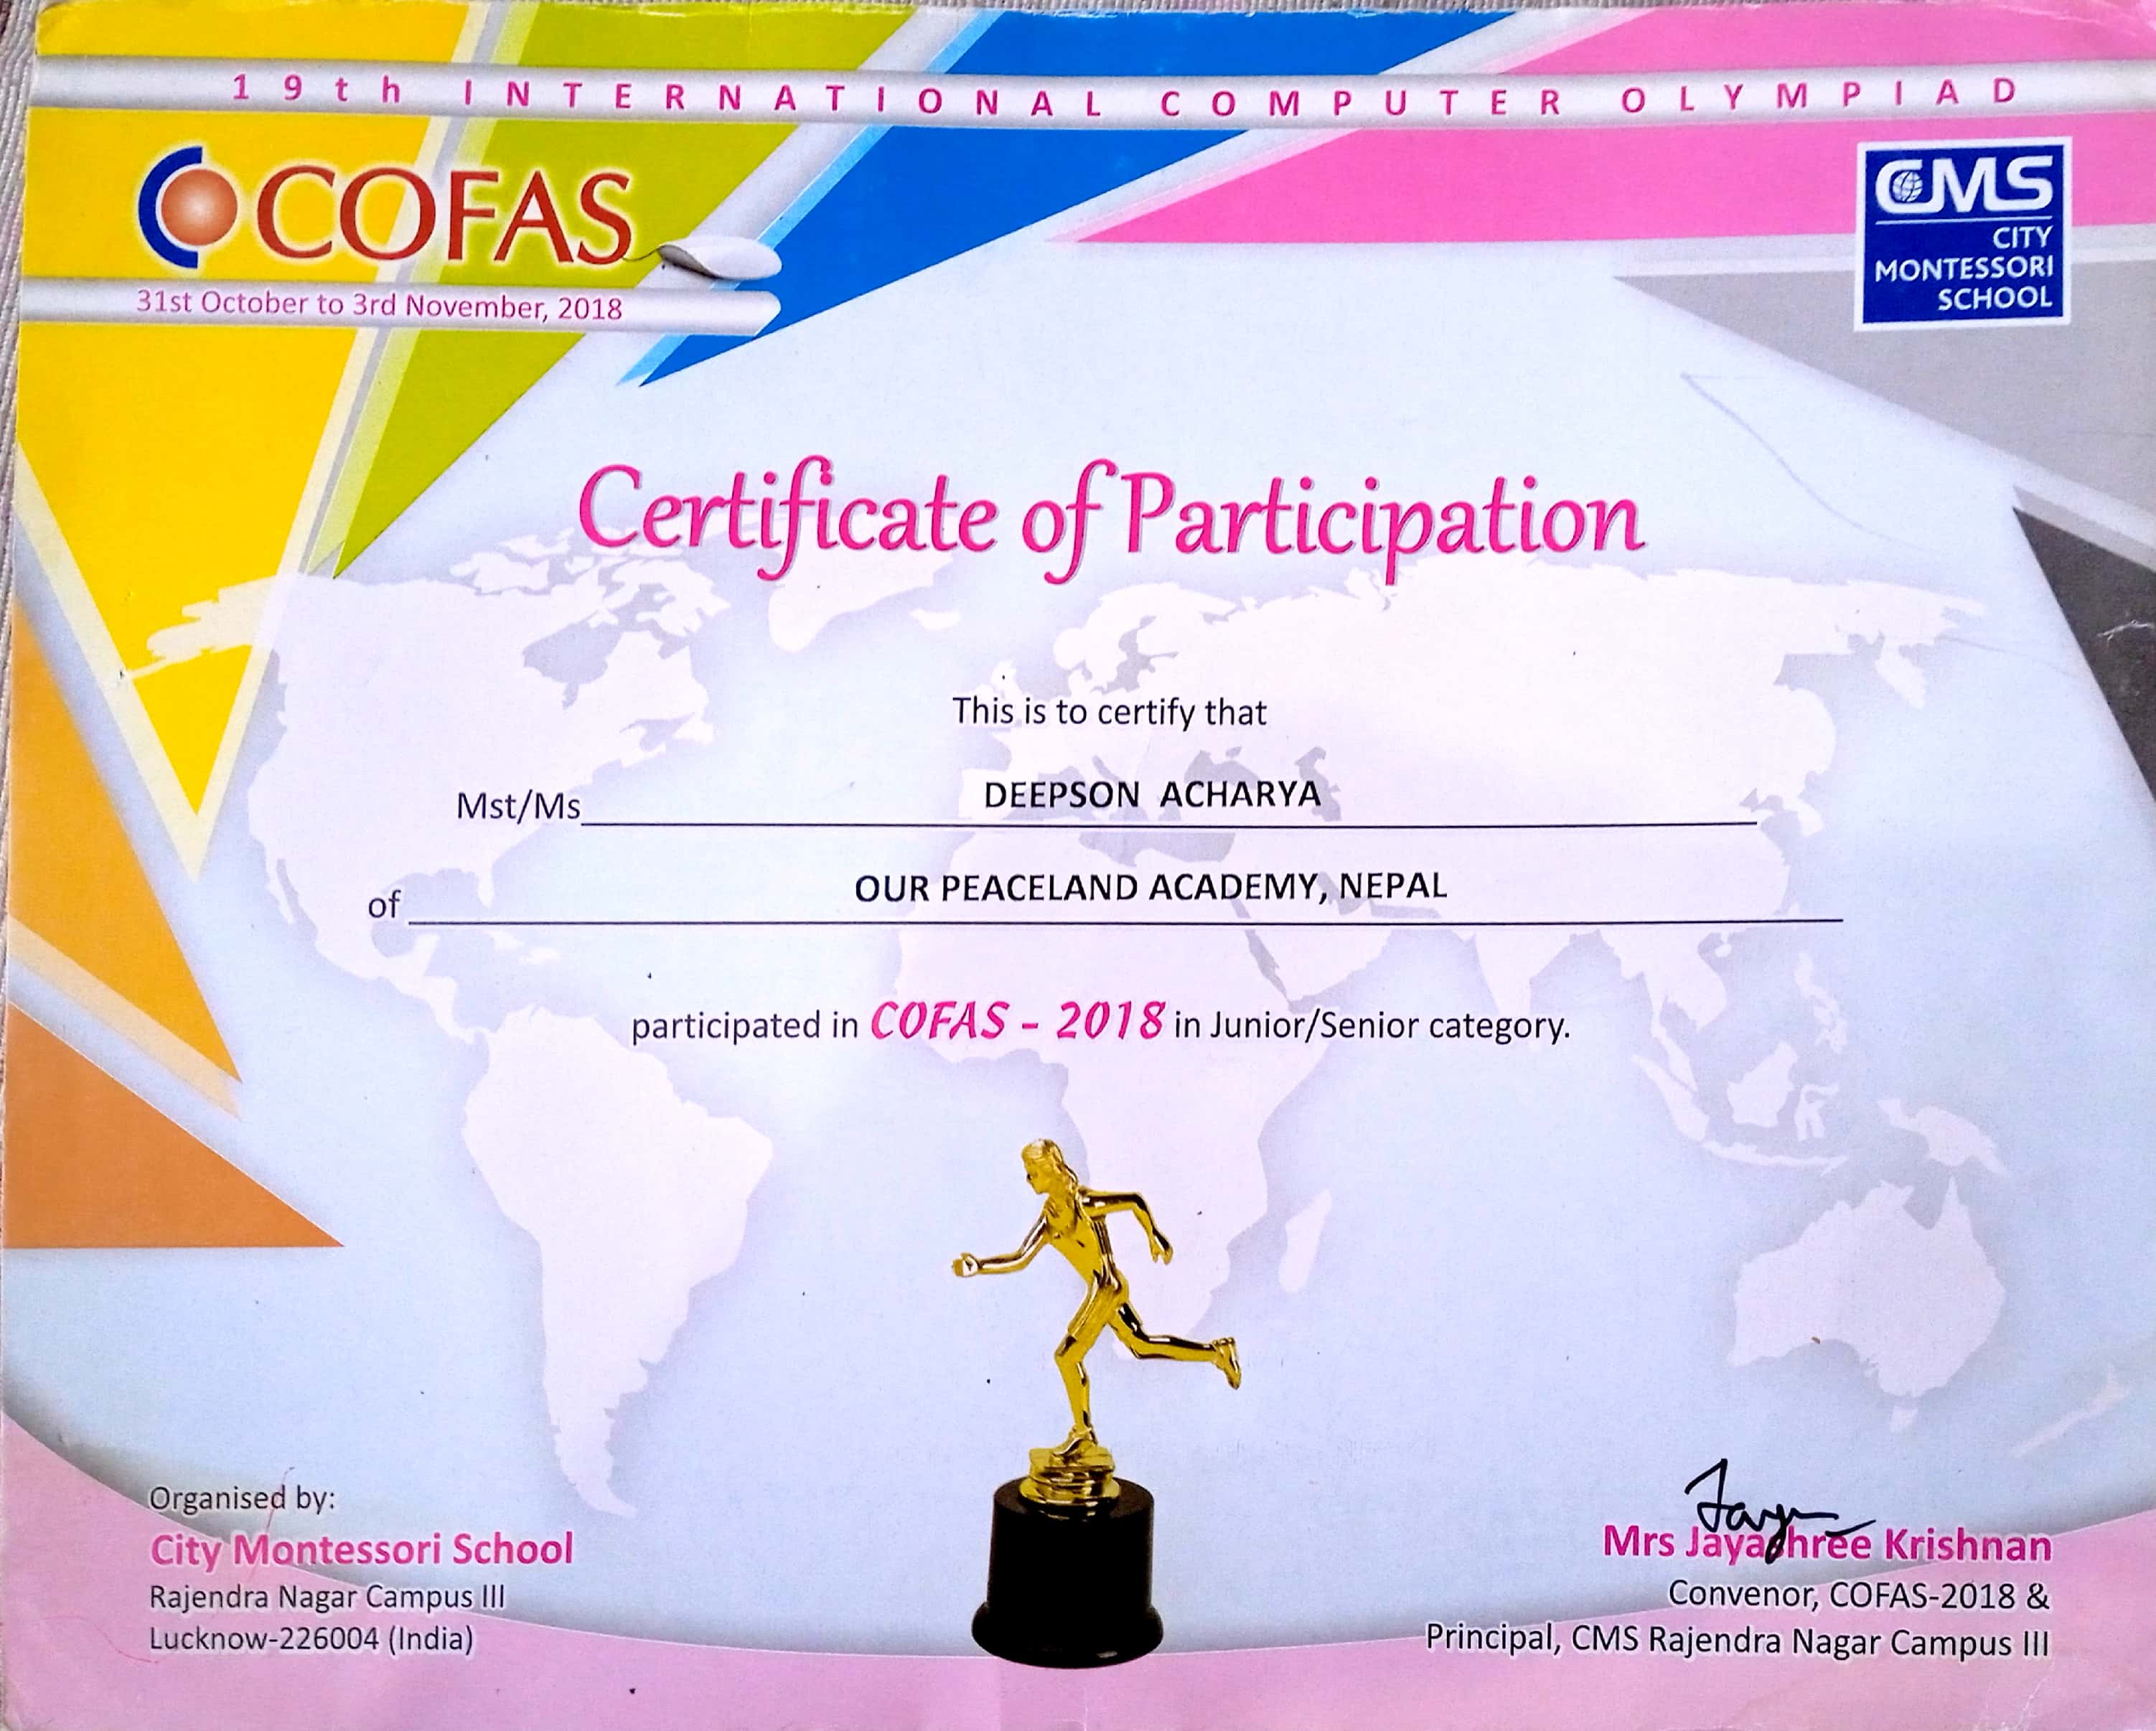 19th INTERNATIONAL COMPUTER OLYMPIAD
COFAS
31st October to 3rd November, 2018
CMS
CITY
MONTESSORI
SCHOOL
Certificate of Participation
This is to certify that
Mst/Ms DEEPSON ACHARYA
of OUR PEACELAND ACADEMY, NEPAL
participated in COFAS - 2018 in Junior/Senior category.
Organised by:
City Montessori School
Rajendra Nagar Campus III
Lucknow-226004 (India)
Mrs Jayashree Krishnan
Convenor, COFAS-2018 &
Principal, CMS Rajendra Nagar Campus III